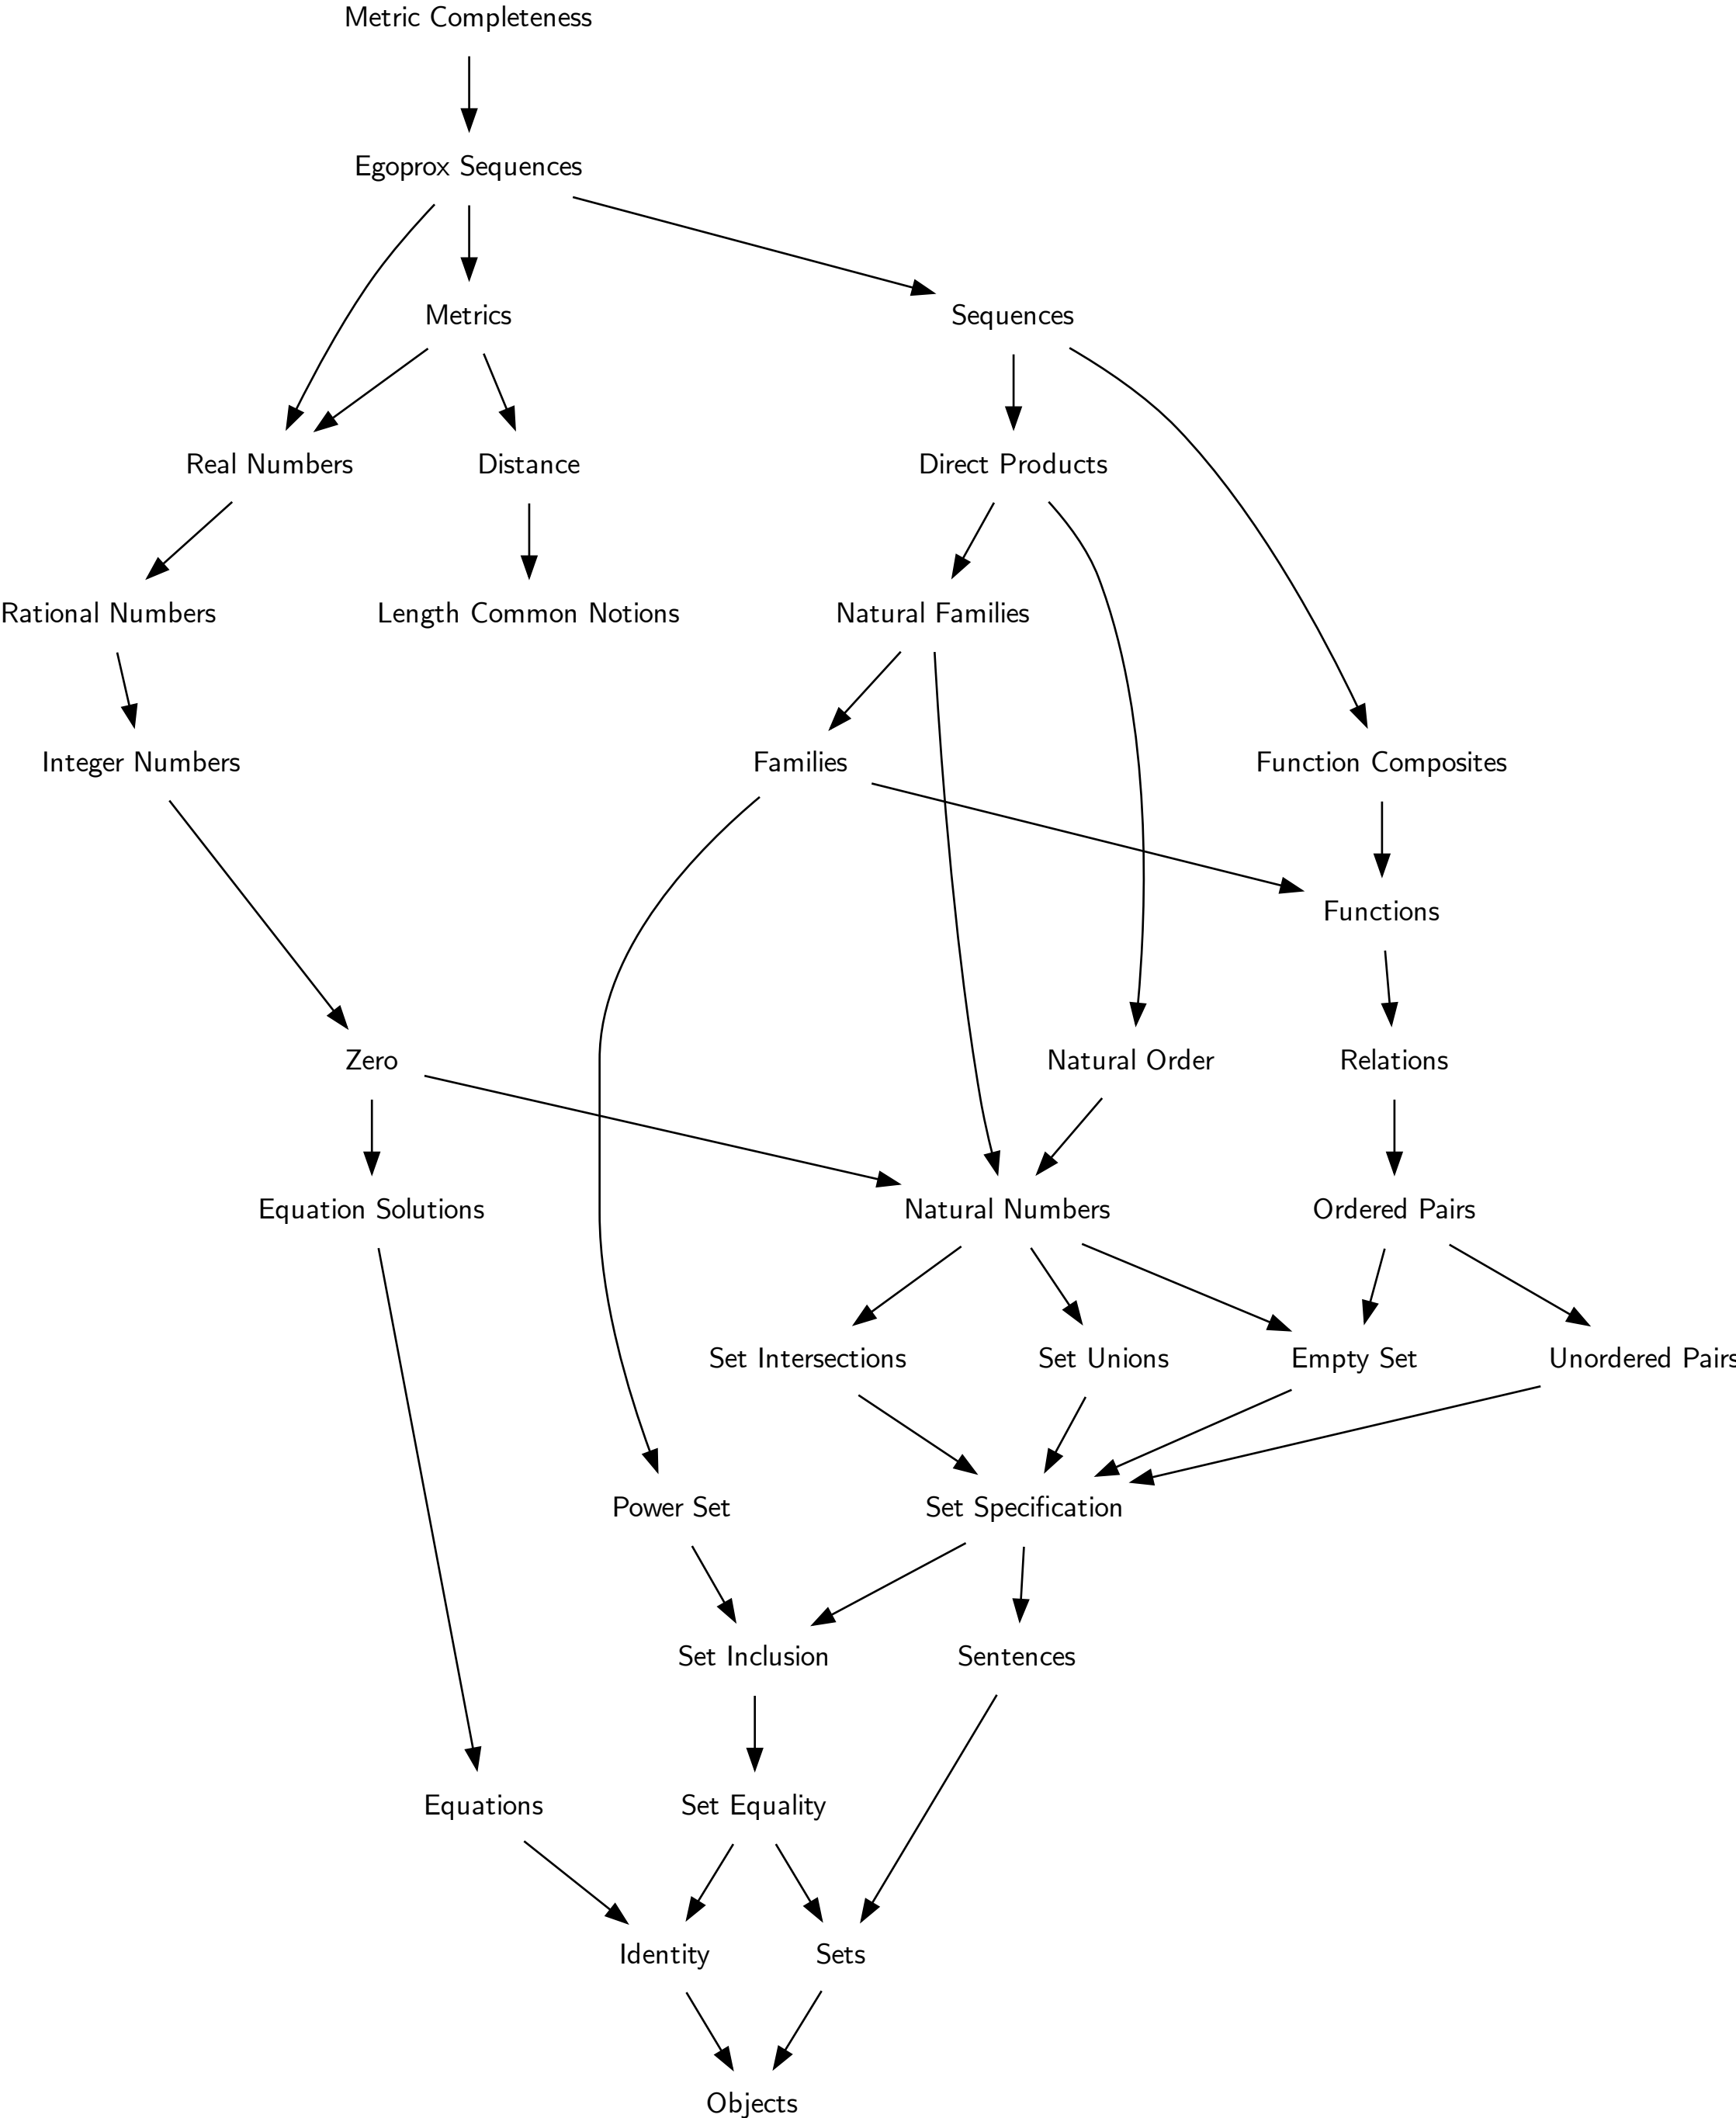 Metric Completeness
Egoprox Sequences
Metrics
Sequences
Real Numbers
Distance
Direct Products
Rational Numbers
Length Common Notions
Natural Families
Integer Numbers
Families
Function Composites
Functions
Zero
Natural Order
Relations
Equation Solutions
Natural Numbers
Ordered Pairs
Set Intersections
Set Unions
Empty Set
Unordered Pairs
Power Set
Set Specification
Set Inclusion
Sentences
Equations
Set Equality
Identity
Sets
Objects